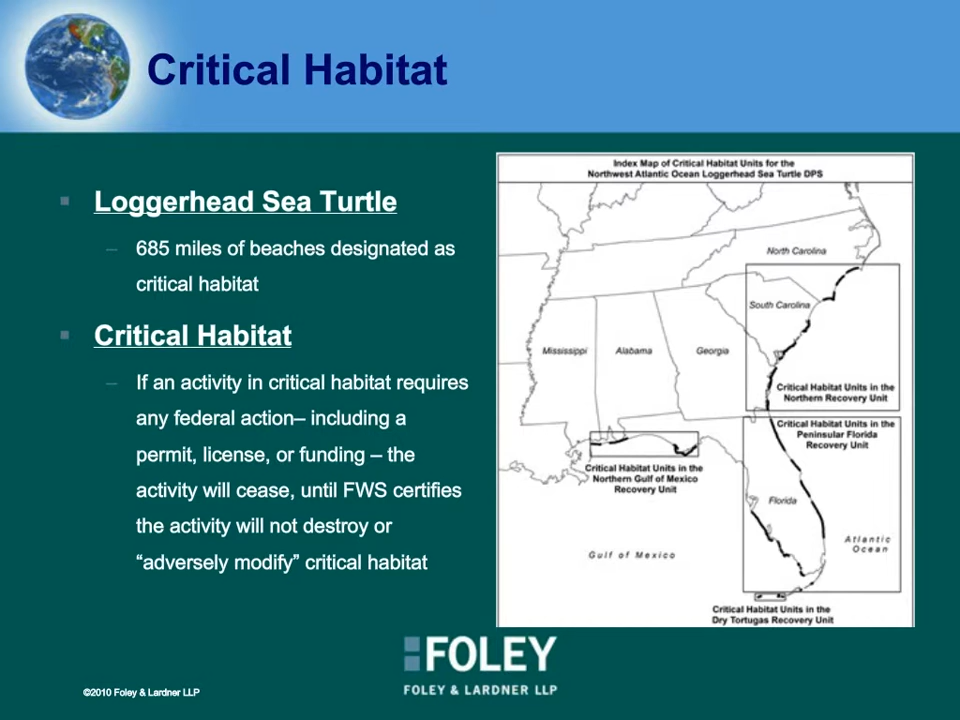 Critical Habitat
Loggerhead Sea Turtle
– 685 miles of beaches designated as
critical habitat
Critical Habitat
– If an activity in critical habitat requires
any federal action– including a
permit, license, or funding – the
activity will cease, until FWS certifies
the activity will not destroy or
“adversely modify” critical habitat
Index Map of Critical Habitat Units for the
Northwest Atlantic Ocean Loggerhead Sea Turtle DPS
North Carolina
South Carolina
Mississippi
Alabama
Georgia
Critical Habitat Units in the
Northern Recovery Unit
Critical Habitat Units in the
Peninsular Florida
Recovery Unit
Critical Habitat Units in the
Northern Gulf of Mexico
Recovery Unit
Florida
Atlantic
Ocean
Gulf of Mexico
Critical Habitat Units in the
Dry Tortugas Recovery Unit
FOLEY
FOLEY & LARDNER LLP
©2010 Foley & Lardner LLP